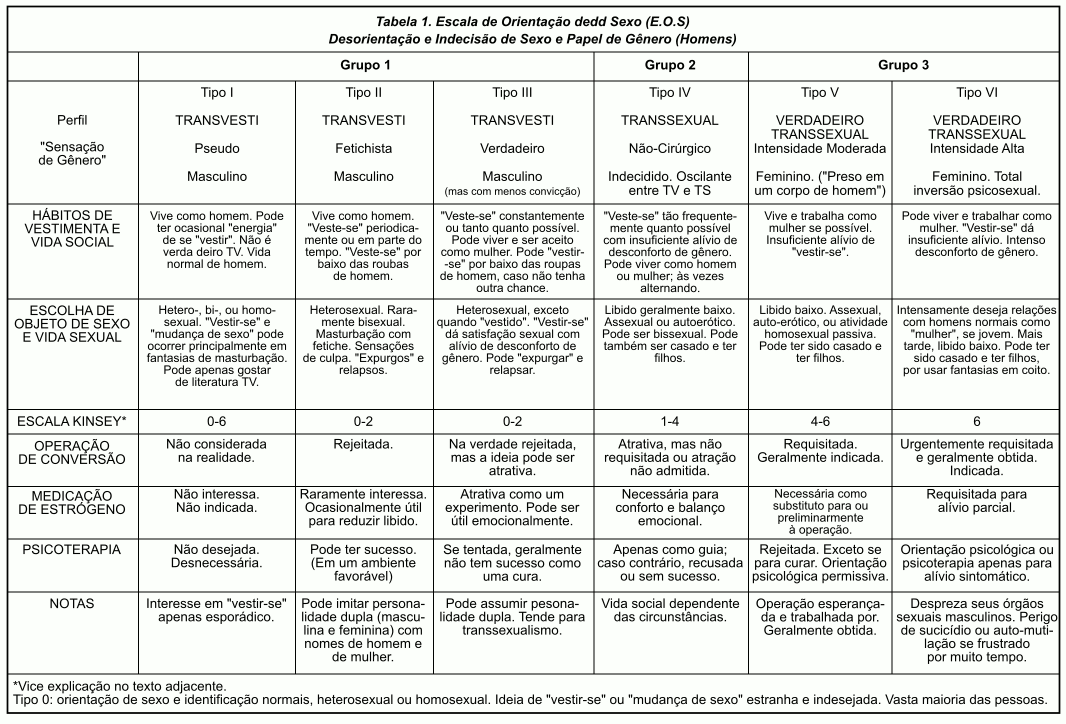 Tabela 1. Escala de Orientação dedd Sexo (E.O.S)
Desorientação e Indecisão de Sexo e Papel de Gênero (Homens)
Grupo 1
Grupo 2
Grupo 3
Perfil
"Sensação
de Gênero"
Tipo I
TRANSVESTI
Pseudo
Masculino
Tipo II
TRANSVESTI
Fetichista
Masculino
Tipo III
TRANSVESTI
Verdadeiro
Masculino
(mas com menos convicção)
Tipo IV
TRANSSEXUAL
Não-Cirúrgico
Indecidido. Oscilante
entre TV e TS
Tipo V
VERDADEIRO
TRANSSEXUAL
Intensidade Moderada
Feminino. ("Preso em
um corpo de homem")
Tipo VI
VERDADEIRO
TRANSSEXUAL
Intensidade Alta
Feminino. Total
inversão psicosexual.
HÁBITOS DE
VESTIMENTA E
VIDA SOCIAL
Vive como homem. Pode
ter ocasional "energia"
de se "vestir". Não é
verda deiro TV. Vida
normal de homem.
Vive como homem.
"Veste-se" periodica-
mente ou em parte do
tempo. "Veste-se" por
baixo das roubas
de homem.
"Veste-se" constantemente
ou tanto quanto possível.
Pode viver e ser aceito
como mulher. Pode "vestir-
-se" por baixo das roupas
de homem, caso não tenha
outra chance.
"Veste-se" tão frequente-
mente quanto possível
com insuficiente alívio de
desconforto de gênero.
Pode viver como homem
ou mulher; às vezes
alternando.
Vive e trabalha como
mulher se possível.
Insuficiente alívio de
"vestir-se".
Pode viver e trabalhar como
mulher. "Vestir-se" dá
insuficiente alívio. Intenso
desconforto de gênero.
ESCOLHA DE
OBJETO DE SEXO
E VIDA SEXUAL
Hetero-, bi-, ou homo-
sexual. "Vestir-se" e
"mudança de sexo" pode
ocorrer principalmente em
fantasias de masturbação.
Pode apenas gostar
de literatura TV.
Heterosexual. Rara-
mente bisexual.
Masturbação com
fetiche. Sensações
de culpa. "Expurgos" e
relapsos.
Heterosexual, exceto
quando "vestido". "Vestir-se"
dá satisfação sexual com
alívio de desconforto de
gênero. Pode "expurgar" e
relapsar.
Libido geralmente baixo.
Assexual ou autoerótico.
Pode ser bissexual. Pode
também ser casado e ter
filhos.
Libido baixo. Assexual,
auto-erótico, ou atividade
homosexual passiva.
Pode ter sido casado e
ter filhos.
Intensamente deseja relações
com homens normais como
"mulher", se jovem. Mais
tarde, libido baixo. Pode ter
sido casado e ter filhos,
por usar fantasias em coito.
ESCALA KINSEY*
0-6
0-2
0-2
1-4
4-6
6
OPERAÇÃO
DE CONVERSÃO
Não considerada
na realidade.
Rejeitada.
Na verdade rejeitada,
mas a ideia pode ser
atrativa.
Atrativa, mas não
requisitada ou atração
não admitida.
Requisitada.
Geralmente indicada.
Urgentemente requisitada
e geralmente obtida.
Indicada.
MEDICAÇÃO
DE ESTRÓGENO
Não interessa.
Não indicada.
Raramente interessa.
Ocasionalmente útil
para reduzir libido.
Atrativa como um
experimento. Pode ser
útil emocionalmente.
Necessária para
conforto e balanço
emocional.
Necessária como
substituto para ou
preliminarmente
à operação.
Requisitada para
alívio parcial.
PSICOTERAPIA
Não desejada.
Desnecessária.
Pode ter sucesso.
(Em um ambiente
favorável)
Se tentada, geralmente
não tem sucesso como
uma cura.
Apenas como guia;
caso contrário, recusada
ou sem sucesso.
Rejeitada. Exceto se
para curar. Orientação
psicológica permissiva.
Orientação psicológica ou
psicoterapia apenas para
alívio sintomático.
NOTAS
Interesse em "vestir-se"
apenas esporádico.
Pode imitar persona-
lidade dupla (mascu-
lina e feminina) com
nomes de homem e
de mulher.
Pode assumir pesona-
lidade dupla. Tende para
transsexualismo.
Vida social dependente
das circunstâncias.
Operação esperança-
da e trabalhada por.
Geralmente obtida.
Despreza seus órgãos
sexuais masculinos. Perigo
de sucicídio ou auto-muti-
lação se frustrado
por muito tempo.
*Vice explicação no texto adjacente.
Tipo 0: orientação de sexo e identificação normais, heterosexual ou homosexual. Ideia de "vestir-se" ou "mudança de sexo" estranha e indesejada. Vasta maioria das pessoas.